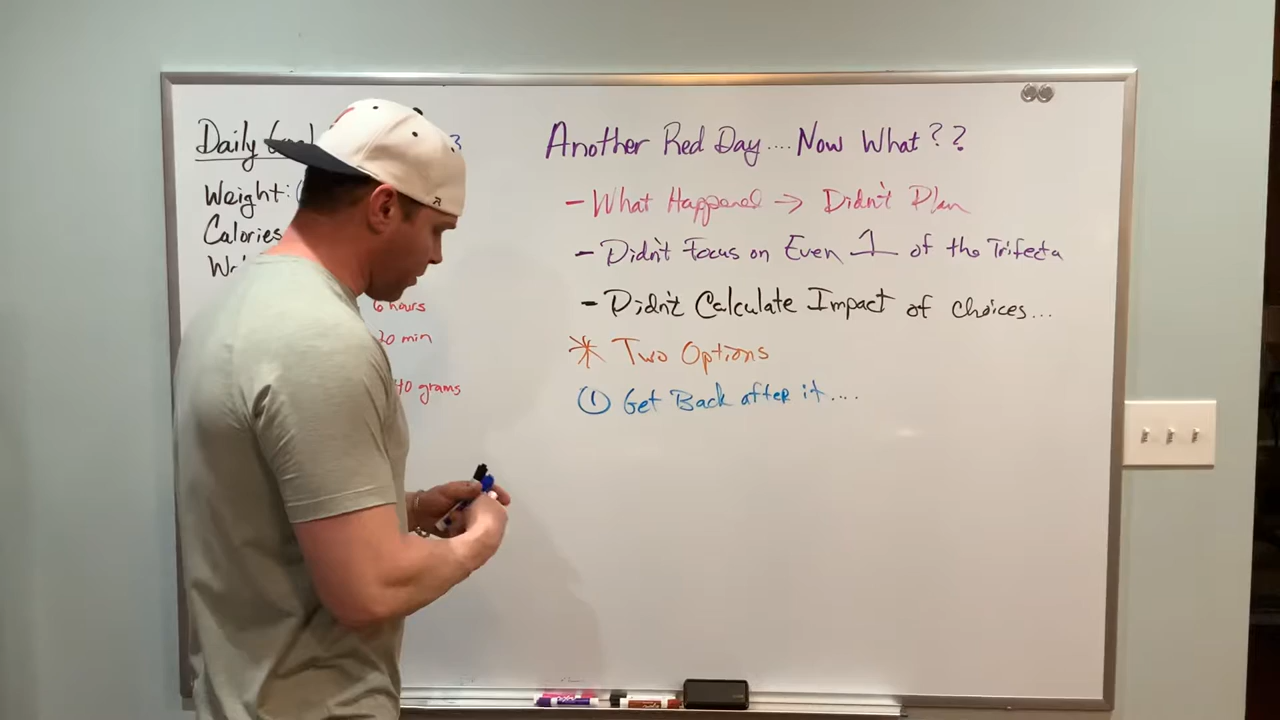 Daily
Weight:
Calories
6 hours
20 min
40 grams
Another Red Day.... Now What??
- What Happened → Didn't Plan
- Didn't Focus on Even 1 of the Trifecta
- Didn't Calculate Impact of Choices...
* Two Options
① Get Back after it....